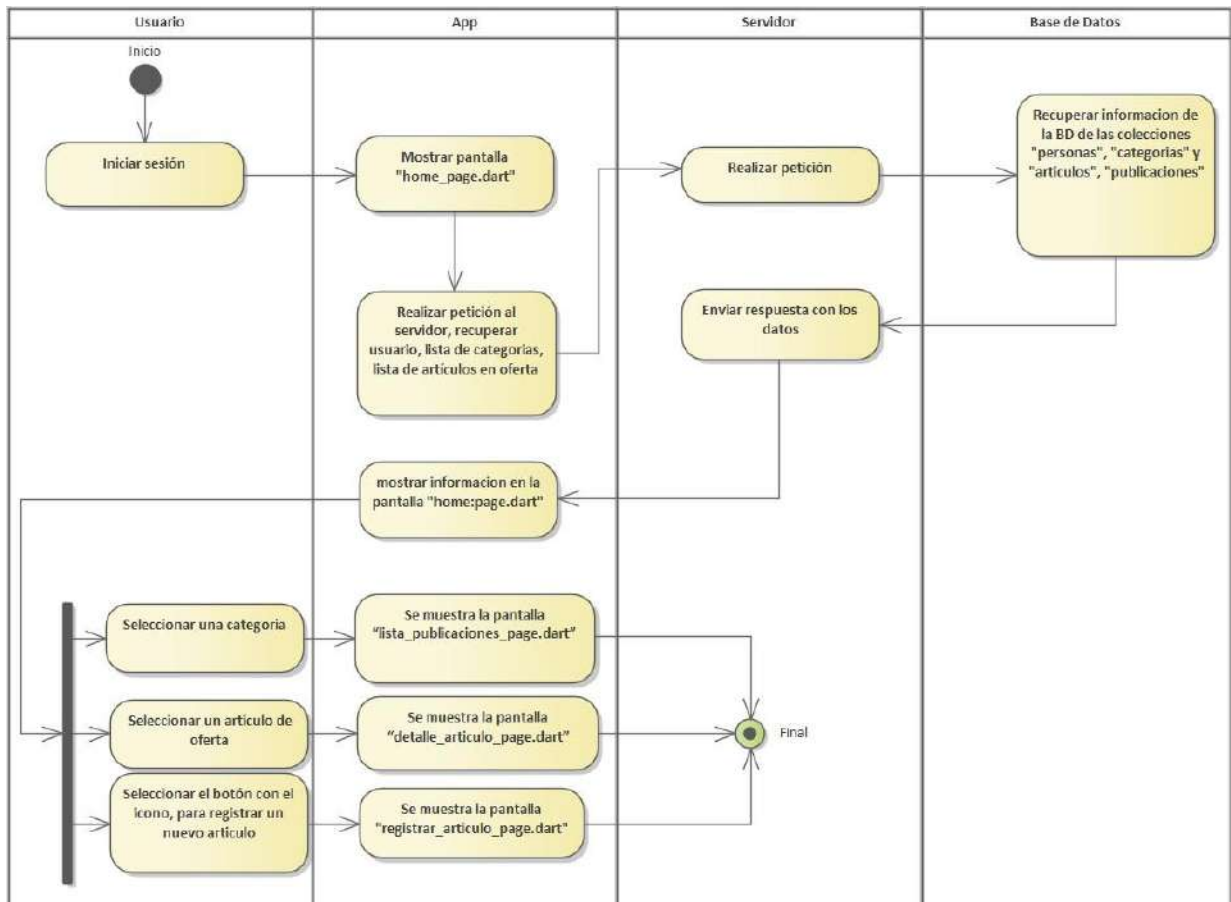 Usuario
App
Servidor
Base de Datos
Inicio
Iniciar sesión
Mostrar pantalla
"home_page.dart"
Realizar petición
Recuperar informacion de
la BD de las colecciones
"personas", "categorias" y
"articulos", "publicaciones"
Realizar petición al
servidor, recuperar
usuario, lista de categorias,
lista de artículos en oferta
Enviar respuesta con los
datos
mostrar informacion en la
pantalla "home:page.dart"
Seleccionar una categoria
Se muestra la pantalla
“lista_publicaciones_page.dart”
Seleccionar un articulo de
oferta
Se muestra la pantalla
“detalle_articulo_page.dart”
Final
Seleccionar el botón con el
icono, para registrar un
nuevo articulo
Se muestra la pantalla
"registrar_articulo_page.dart"